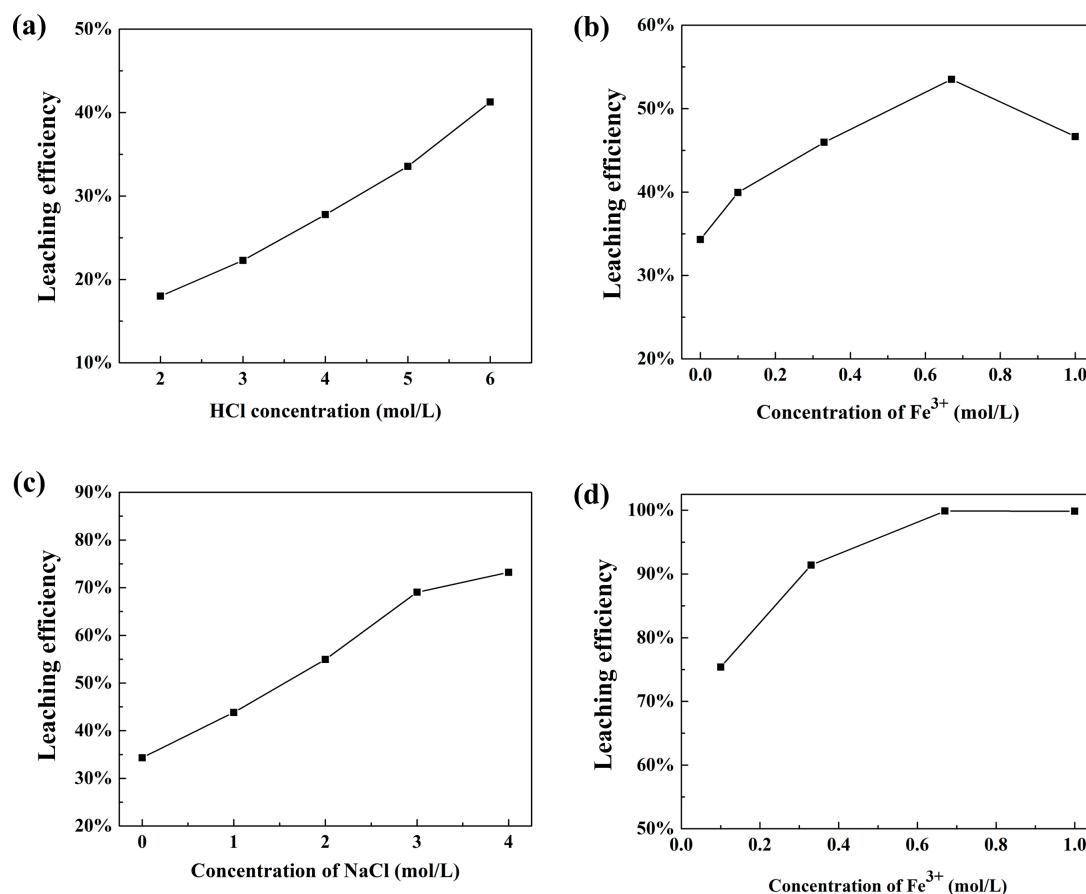 (a)
50%
40%
30%
20%
10%
Leaching efficiency
2 3 4 5 6
HCl concentration (mol/L)
(b)
60%
50%
40%
30%
20%
Leaching efficiency
0.0 0.2 0.4 0.6 0.8 1.0
Concentration of Fe³⁺ (mol/L)
(c)
90%
80%
70%
60%
50%
40%
30%
20%
Leaching efficiency
0 1 2 3 4
Concentration of NaCl (mol/L)
(d)
100%
90%
80%
70%
60%
50%
Leaching efficiency
0.0 0.2 0.4 0.6 0.8 1.0
Concentration of Fe³⁺ (mol/L)